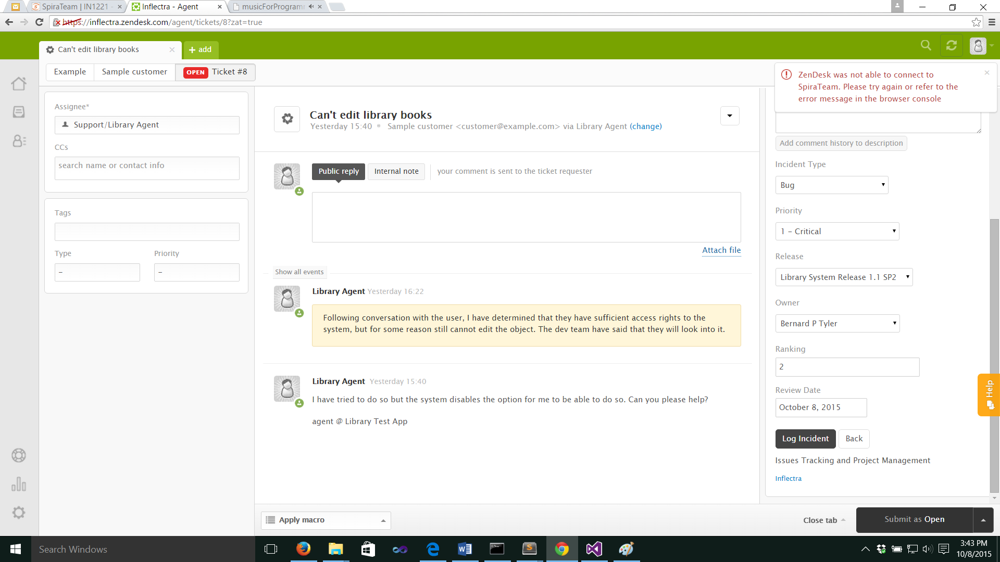 SpiraTeam | IN1221 -
Inflectra - Agent
musicForProgramm
https://inflectra.zendesk.com/agent/tickets/8?zat=true
Can't edit library books
+ add
Example
Sample customer
OPEN Ticket #8
ZenDesk was not able to connect to
SpiraTeam. Please try again or refer to the
error message in the browser console
Assignee*
Support/Library Agent
CCs
search name or contact info
Tags
Type
Priority
-
-
Can't edit library books
Yesterday 15:40 Sample customer <customer@example.com> via Library Agent (change)
Public reply
Internal note
your comment is sent to the ticket requester
Attach file
Show all events
Library Agent Yesterday 16:22
Following conversation with the user, I have determined that they have sufficient access rights to the
system, but for some reason still cannot edit the object. The dev team have said that they will look into it.
Library Agent Yesterday 15:40
I have tried to do so but the system disables the option for me to be able to do so. Can you please help?
agent @ Library Test App
Add comment history to description
Incident Type
Bug
Priority
1 - Critical
Release
Library System Release 1.1 SP2
Owner
Bernard P Tyler
Ranking
2
Review Date
October 8, 2015
Log Incident
Back
Issues Tracking and Project Management
Inflectra
Help
Apply macro
Close tab
Submit as Open
Search Windows
3:43 PM
10/8/2015